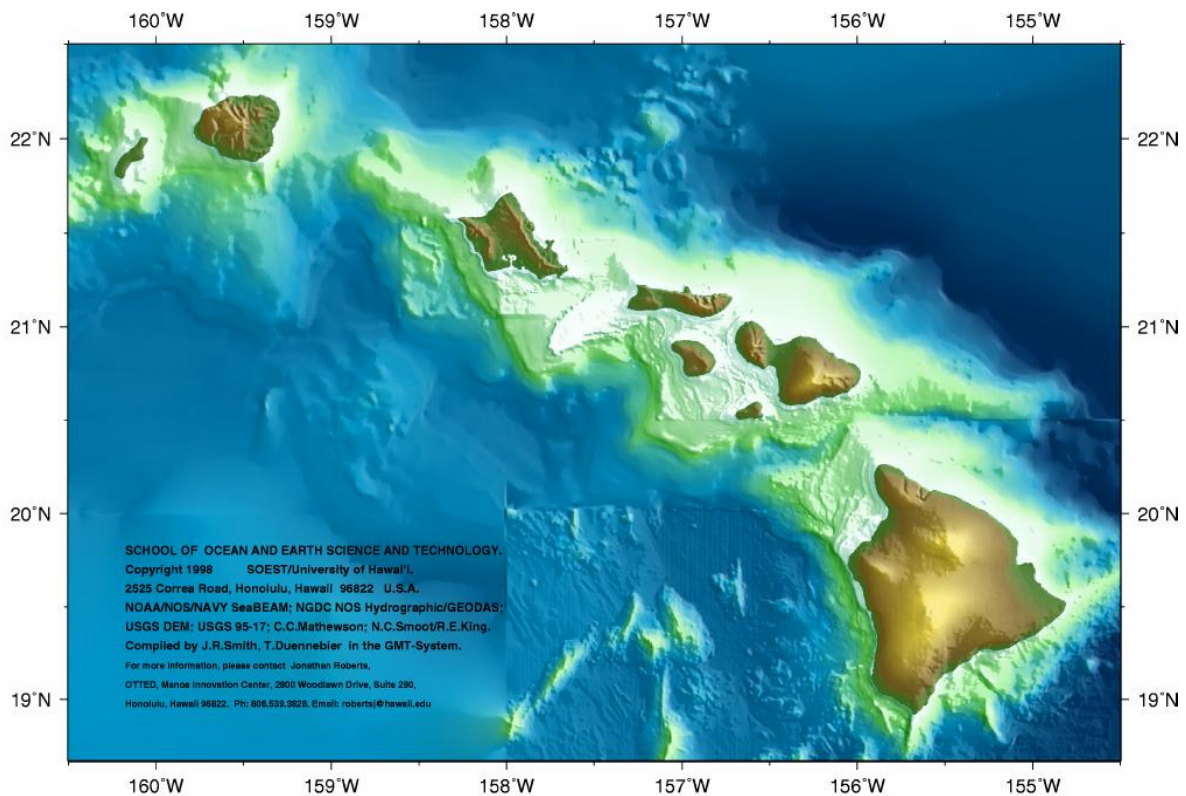 160˚W 159˚W 158˚W 157˚W 156˚W 155˚W
22˚N 22˚N
21˚N 21˚N
20˚N 20˚N
SCHOOL OF OCEAN AND EARTH SCIENCE AND TECHNOLOGY.
Copyright 1998 SOEST/University of Hawai'i.
2525 Correa Road, Honolulu, Hawaii 96822 U.S.A.
NOAA/NOS/NAVY SeaBEAM; NGDC NOS Hydrographic/GEODAS;
USGS DEM; USGS 95-17; C.C.Mathewson; N.C.Smoot/R.E.King.
Compiled by J.R.Smith, T.Duennebier in the GMT-System.
For more information, please contact Jonathan Roberts,
OTTED, Manoa Innovation Center, 2800 Woodlawn Drive, Suite 280,
19˚N 19˚N
Honolulu, Hawaii 96822. Ph: 808.539.3828. Email: robertsj@hawaii.edu
160˚W 159˚W 158˚W 157˚W 156˚W 155˚W